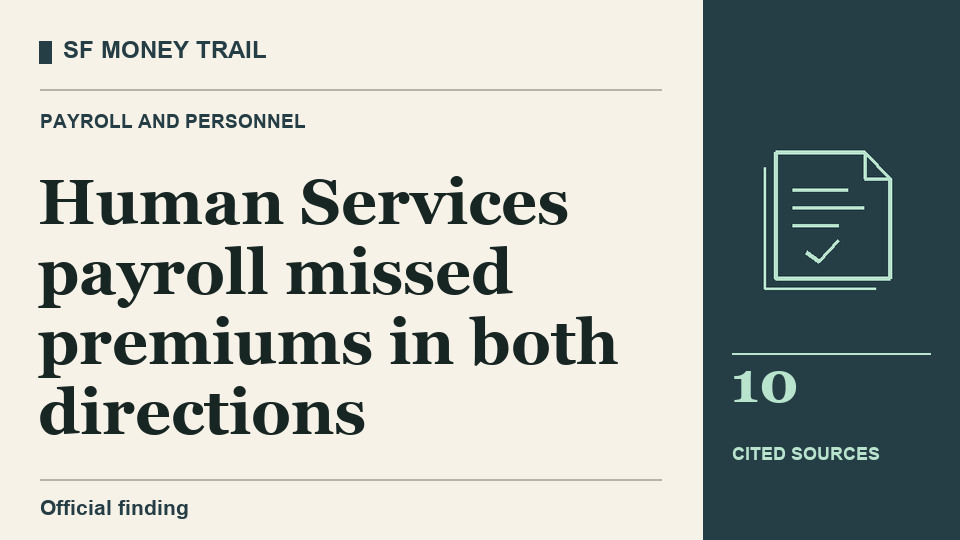 SF MONEY TRAIL
PAYROLL AND PERSONNEL
Human Services
payroll missed
premiums in both
directions
Official finding
10
CITED SOURCES